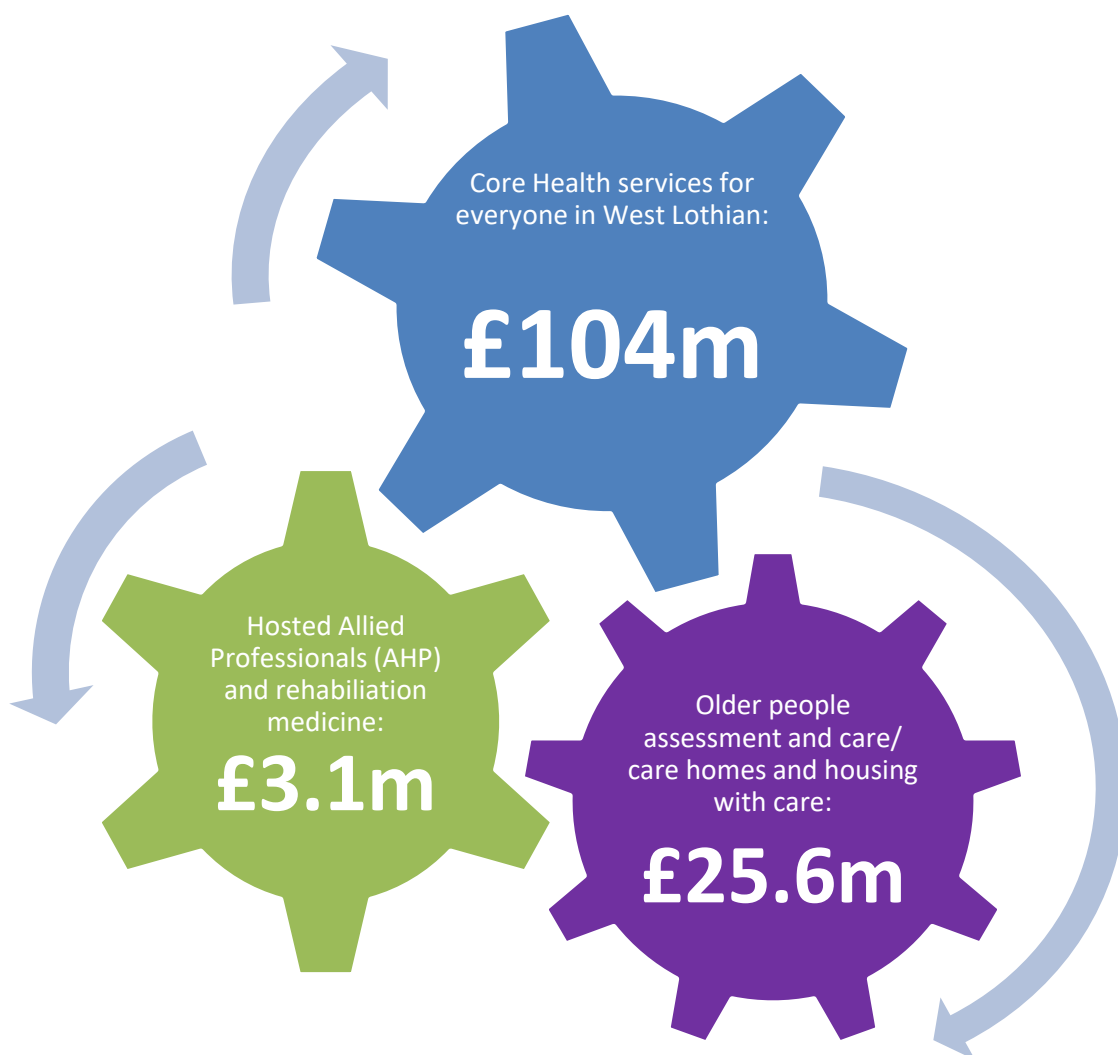 Core Health services for
everyone in West Lothian:
£104m
Hosted Allied
Professionals (AHP)
and rehabiliation
medicine:
£3.1m
Older people
assessment and care/
care homes and housing
with care:
£25.6m